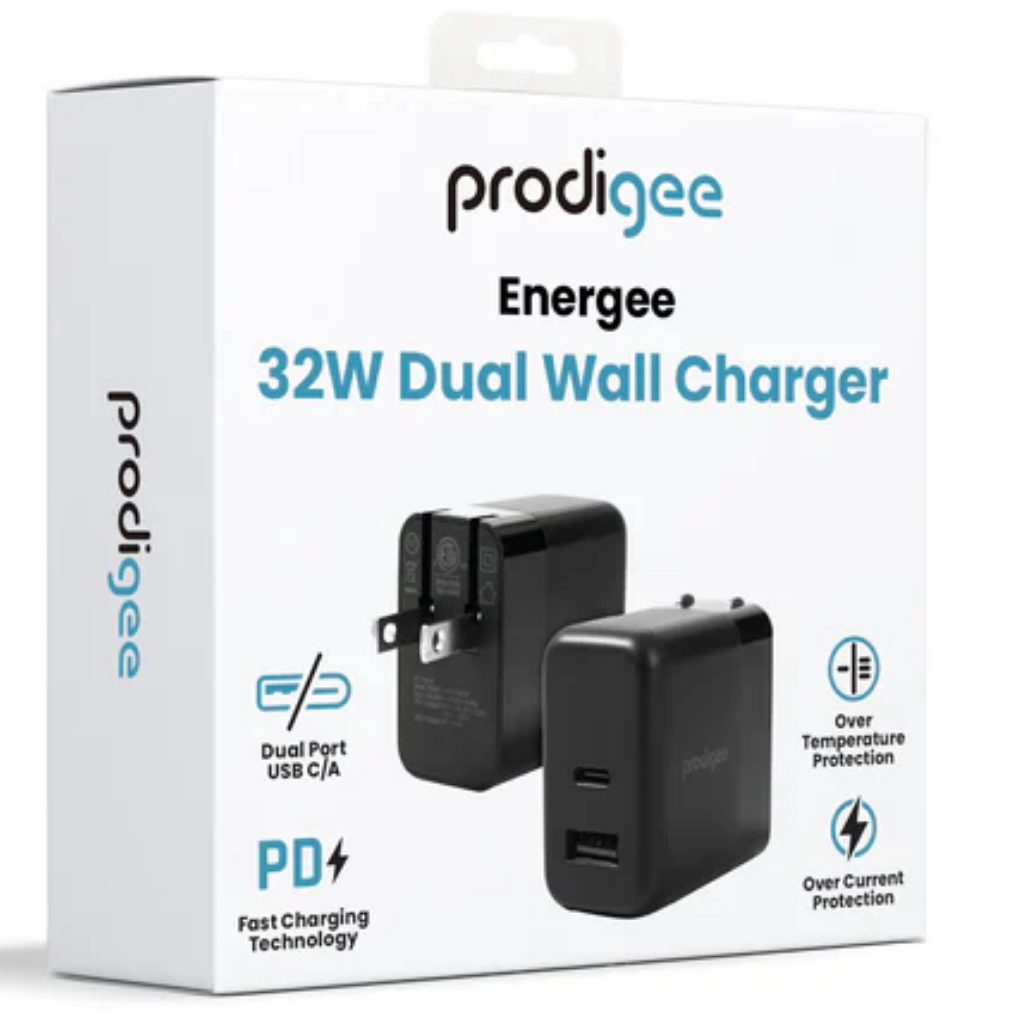 prodigee
Energee
32W Dual Wall Charger
prodigee
prodigee
Dual Port
USB C/A
PD
Fast Charging
Technology
Over
Temperature
Protection
Over Current
Protection